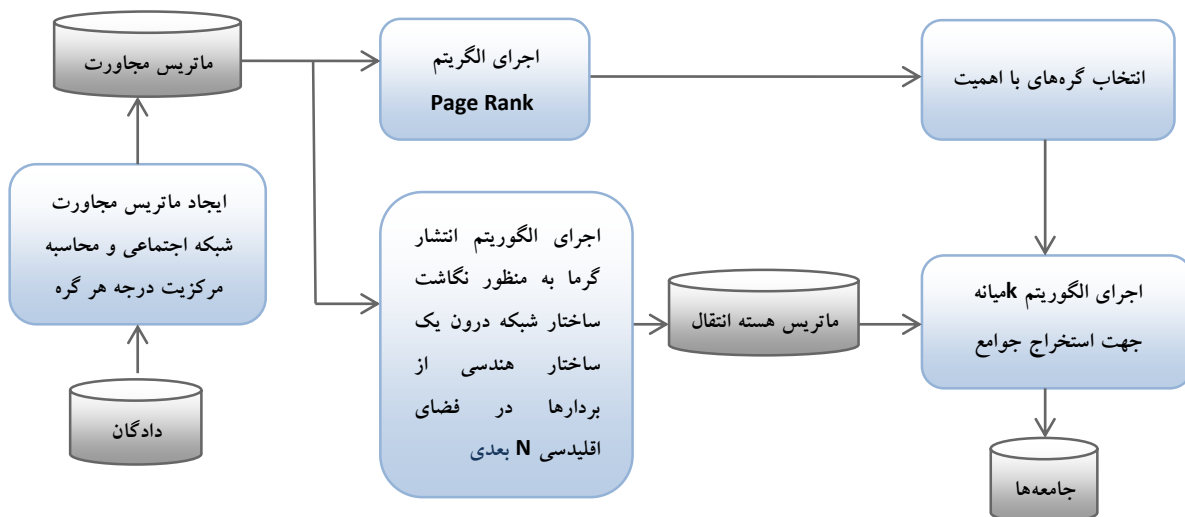 ماتریس مجاورت
اجرای الگریتم
Page Rank
انتخاب گره‌های با اهمیت
ایجاد ماتریس مجاورت
شبکه اجتماعی و محاسبه
مرکزیت درجه هر گره
اجرای الگوریتم انتشار
گرما به منظور نگاشت
ساختار شبکه درون یک
ساختار هندسی از
بردارها در فضای
اقلیدسی N بعدی
ماتریس هسته انتقال
اجرای الگوریتم kمیانه
جهت استخراج جوامع
دادگان
جامعه‌ها